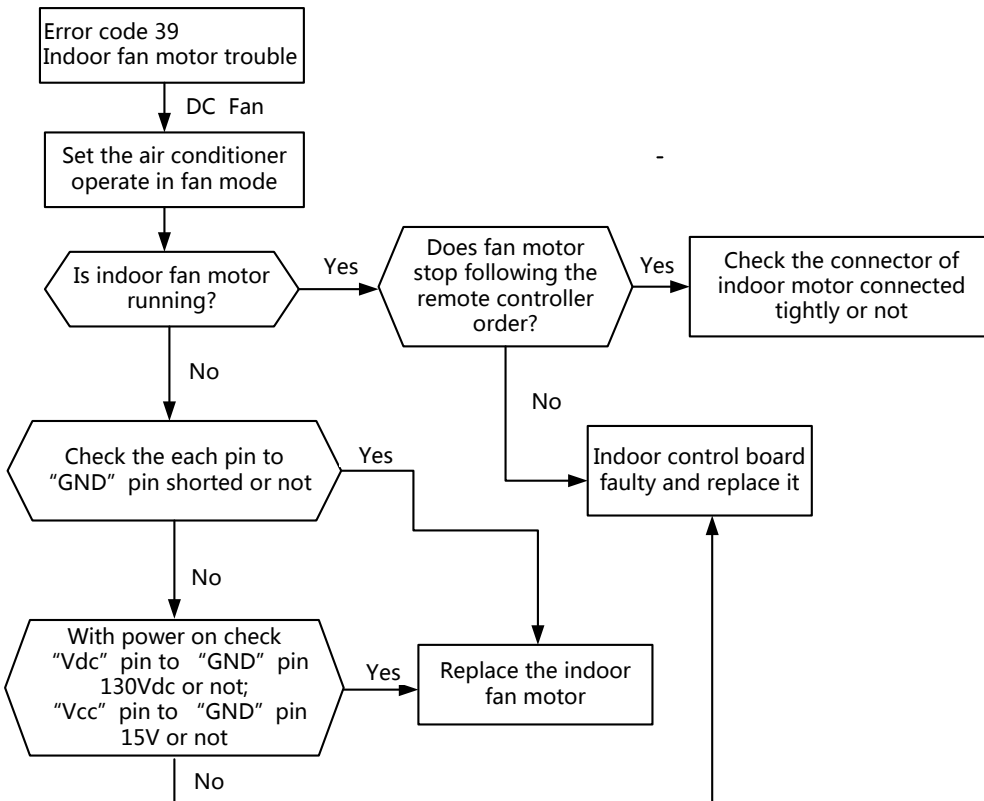 Error code 39
Indoor fan motor trouble
DC Fan
Set the air conditioner
operate in fan mode
-
Is indoor fan motor
running?
Yes
Does fan motor
stop following the
remote controller
order?
Yes
Check the connector of
indoor motor connected
tightly or not
No
No
Check the each pin to
“GND” pin shorted or not
Yes
Indoor control board
faulty and replace it
No
With power on check
“Vdc” pin to “GND” pin
130Vdc or not;
“Vcc” pin to “GND” pin
15V or not
Yes
Replace the indoor
fan motor
No